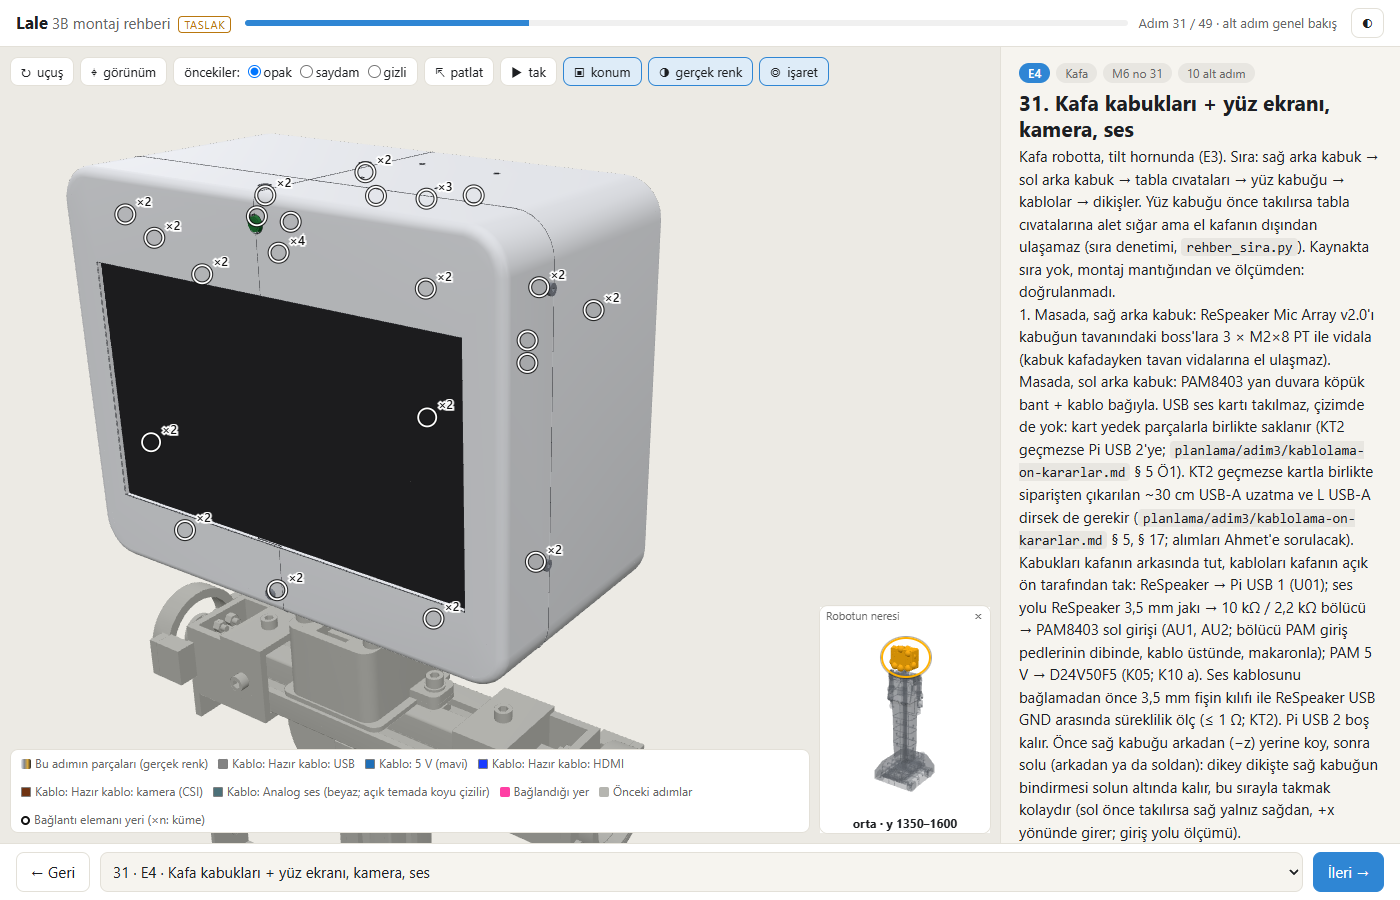 Lale 3B montaj rehberi TASLAK
Adım 31 / 49 · alt adım genel bakış
↻ uçuş
⌖ görünüm
öncekiler: opak saydam gizli
⇱ patlat
▶ tak
▣ konum
◑ gerçek renk
◎ işaret
×2
×2
×3
×2
×2
×4
×2
×2
×2
×2
×2
×2
×2
×2
×2
×2
Robotun neresi ×
orta · y 1350–1600
Bu adımın parçaları (gerçek renk) Kablo: Hazır kablo: USB Kablo: 5 V (mavi) Kablo: Hazır kablo: HDMI
Kablo: Hazır kablo: kamera (CSI) Kablo: Analog ses (beyaz; açık temada koyu çizilir) Bağlandığı yer Önceki adımlar
Bağlantı elemanı yeri (×n: küme)
E4 Kafa M6 no 31 10 alt adım
31. Kafa kabukları + yüz ekranı,
kamera, ses
Kafa robotta, tilt hornunda (E3). Sıra: sağ arka kabuk →
sol arka kabuk → tabla cıvataları → yüz kabuğu →
kablolar → dikişler. Yüz kabuğu önce takılırsa tabla
cıvatalarına alet sığar ama el kafanın dışından
ulaşamaz (sıra denetimi, rehber_sira.py). Kaynakta
sıra yok, montaj mantığından ve ölçümden:
doğrulanmadı.
1. Masada, sağ arka kabuk: ReSpeaker Mic Array v2.0'ı
kabuğun tavanındaki boss'lara 3 × M2×8 PT ile vidala
(kabuk kafadayken tavan vidalarına el ulaşmaz).
Masada, sol arka kabuk: PAM8403 yan duvara köpük
bant + kablo bağıyla. USB ses kartı takılmaz, çizimde
de yok: kart yedek parçalarla birlikte saklanır (KT2
geçmezse Pi USB 2'ye; planlama/adim3/kablolama-
on-kararlar.md § 5 Ö1). KT2 geçmezse kartla birlikte
siparişten çıkarılan ~30 cm USB-A uzatma ve L USB-A
dirsek de gerekir (planlama/adim3/kablolama-on-
kararlar.md § 5, § 17; alımları Ahmet'e sorulacak).
Kabukları kafanın arkasında tut, kabloları kafanın açık
ön tarafından tak: ReSpeaker → Pi USB 1 (U01); ses
yolu ReSpeaker 3,5 mm jakı → 10 kΩ / 2,2 kΩ bölücü
→ PAM8403 sol girişi (AU1, AU2; bölücü PAM giriş
pedlerinin dibinde, kablo üstünde, makaronla); PAM 5
V → D24V50F5 (K05; K10 a). Ses kablosunu
bağlamadan önce 3,5 mm fişin kılıfı ile ReSpeaker USB
GND arasında süreklilik ölç (≤ 1 Ω; KT2). Pi USB 2 boş
kalır. Önce sağ kabuğu arkadan (−z) yerine koy, sonra
solu (arkadan ya da soldan): dikey dikişte sağ kabuğun
bindirmesi solun altında kalır, bu sırayla takmak
kolaydır (sol önce takılırsa sağ yalnız sağdan, +x
yönünde girer; giriş yolu ölçümü).
← Geri
31 · E4 · Kafa kabukları + yüz ekranı, kamera, ses
İleri →